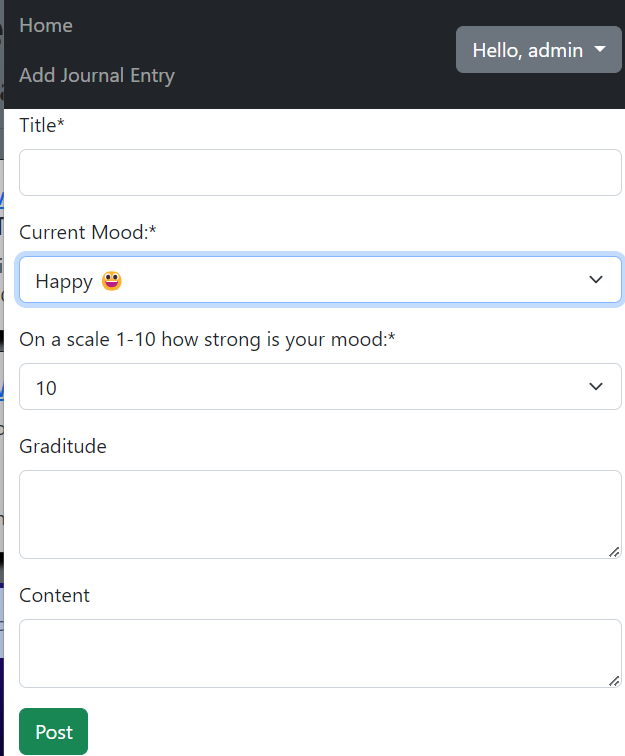 Home
Hello, admin
Add Journal Entry
Title*
Current Mood:*
Happy 😃
On a scale 1-10 how strong is your mood:*
10
Graditude
Content
Post